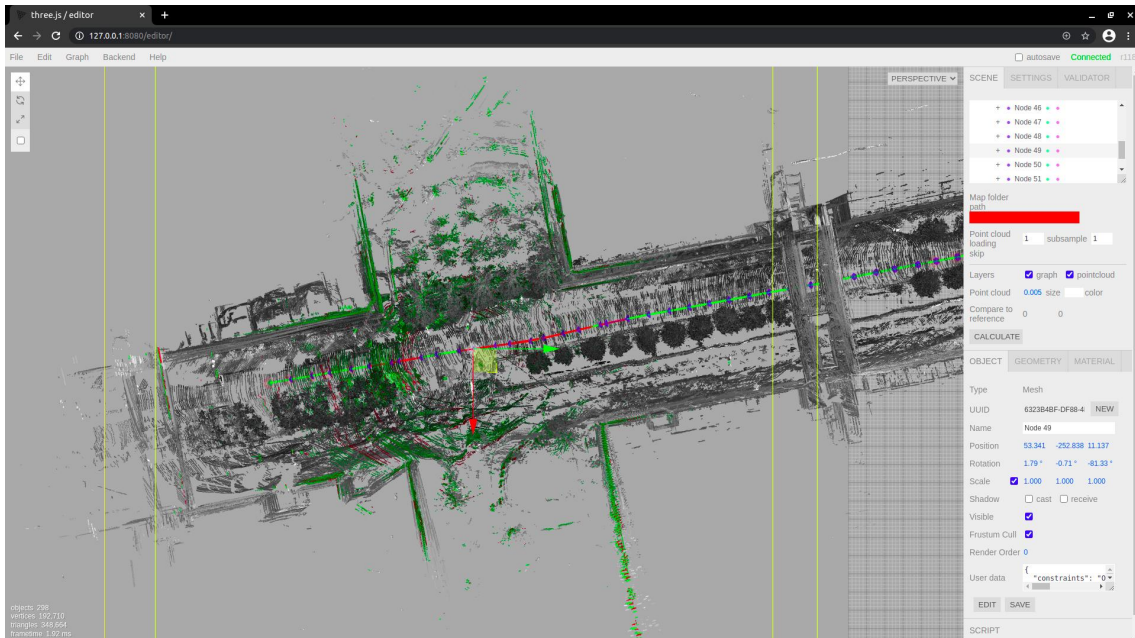 three.js / editor
127.0.0.1:8080/editor/
File Edit Graph Backend Help
autosave Connected r118
PERSPECTIVE
SCENE SETTINGS VALIDATOR
Node 46
Node 47
Node 48
Node 49
Node 50
Node 51
Map folder
path
Point cloud
loading
skip
1 subsample 1
Layers graph pointcloud
Point cloud 0.005 size color
Compare to
reference
0 0
CALCULATE
OBJECT GEOMETRY MATERIAL
Type Mesh
UUID 6323B4BF-DF88-4 NEW
Name Node 49
Position 53.341 -252.838 11.137
Rotation 1.79 ° -0.71 ° -81.33 °
Scale 1.000 1.000 1.000
Shadow cast receive
Visible
Frustum Cull
Render Order 0
User data
{
"constraints": "0
EDIT SAVE
SCRIPT
objects 298
vertices 192,710
triangles 348,664
frametime 1.92 ms